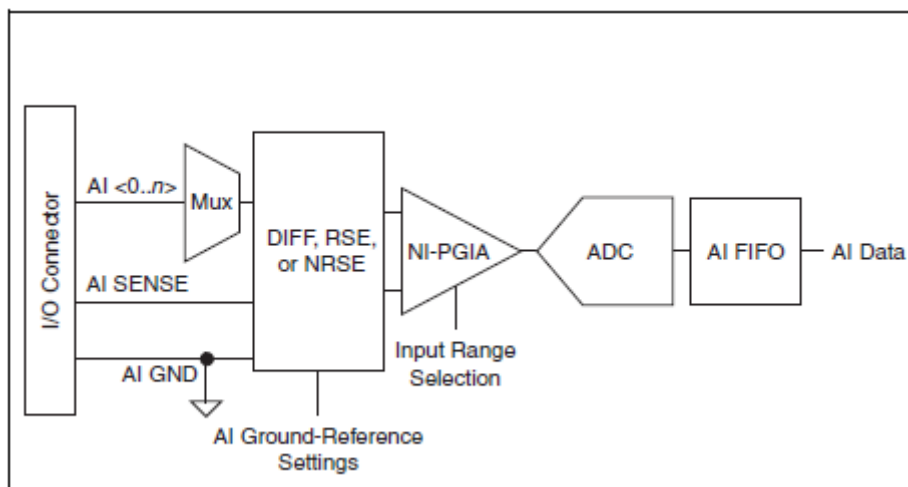 I/O Connector
AI <0..n>
Mux
AI SENSE
AI GND
DIFF, RSE,
or NRSE
AI Ground-Reference
Settings
NI-PGIA
Input Range
Selection
ADC
AI FIFO
AI Data